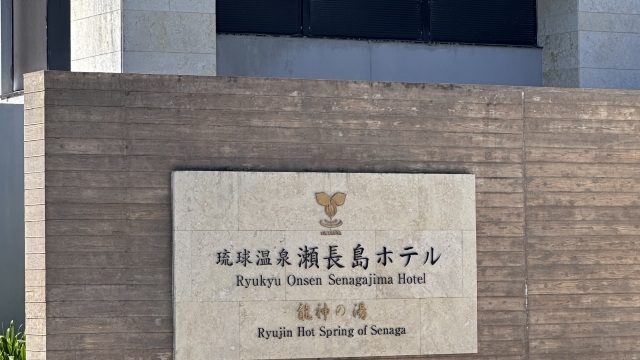 琉球温泉 瀬長島ホテル
Ryukyu Onsen Senagajima Hotel
龍神の湯
Ryujin Hot Spring of Senaga